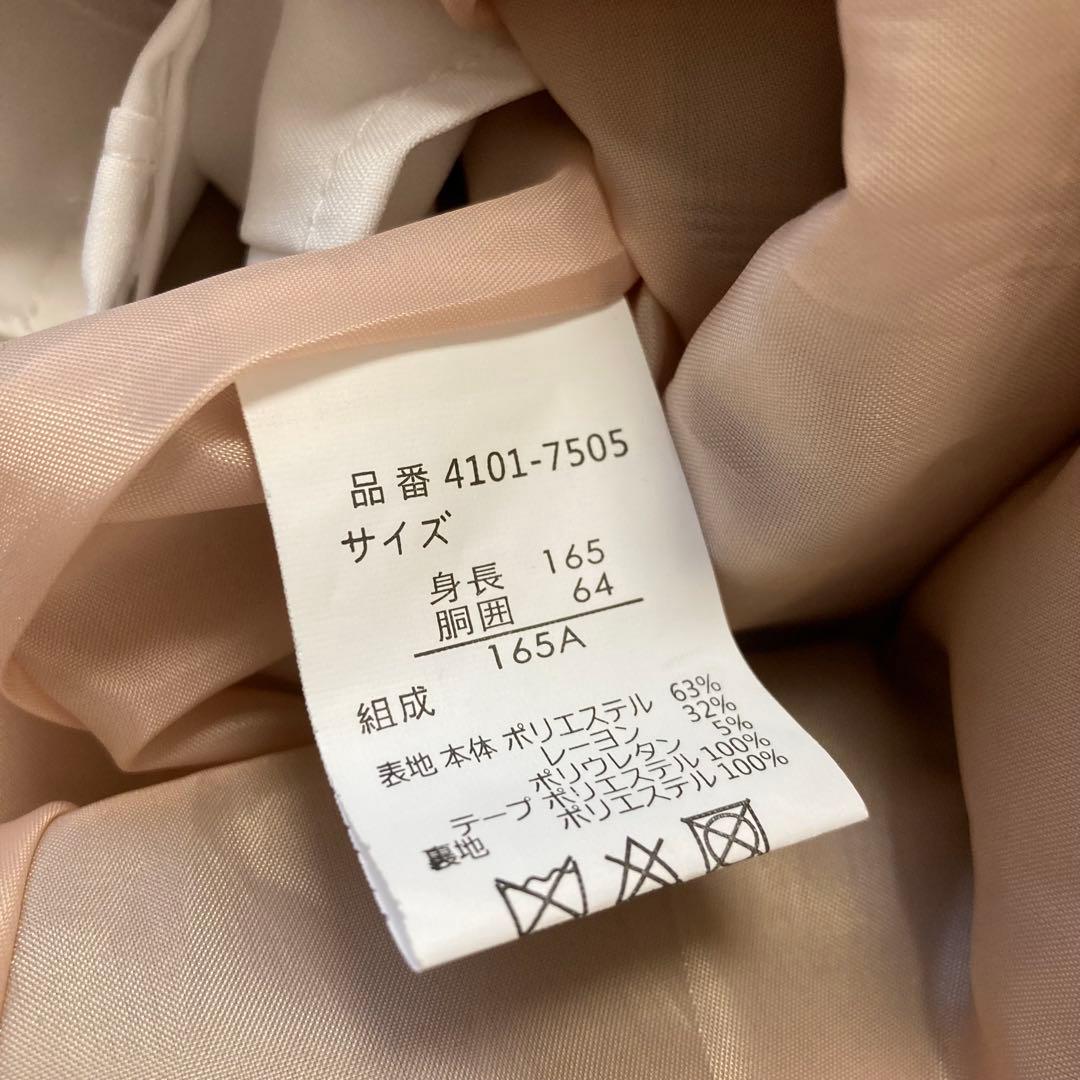 品番 4101-7505
サイズ
身長 165
胴囲 64
165A
組成
表地 本体 ポリエステル 63%
レーヨン 32%
ポリウレタン 5%
テープ ポリエステル 100%
裏地 ポリエステル 100%